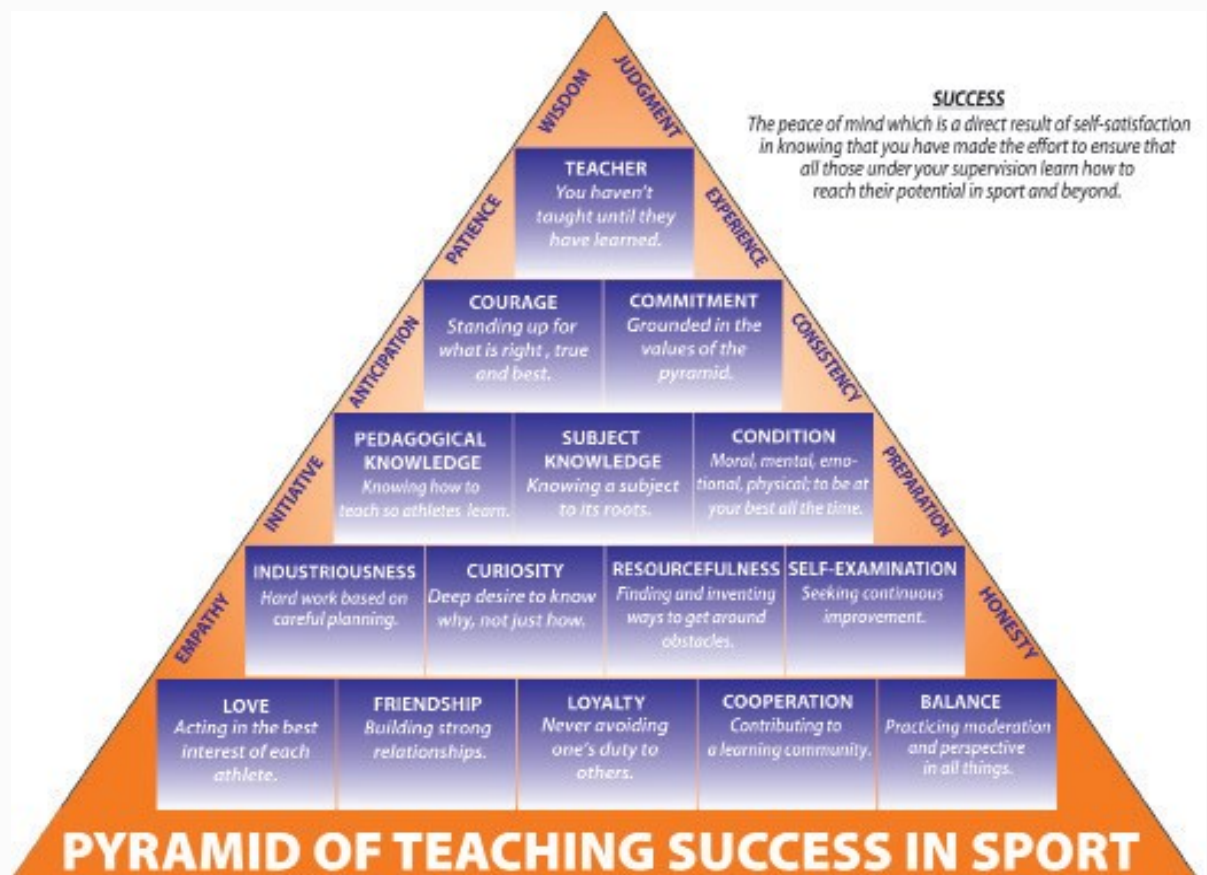 WISDOM
JUDGMENT
SUCCESS
The peace of mind which is a direct result of self-satisfaction
in knowing that you have made the effort to ensure that
all those under your supervision learn how to
reach their potential in sport and beyond.
TEACHER
You haven't
taught until they
have learned.
PATIENCE
EXPERIENCE
COURAGE
Standing up for
what is right , true
and best.
COMMITMENT
Grounded in the
values of the
pyramid.
ANTICIPATION
CONSISTENCY
PEDAGOGICAL
KNOWLEDGE
Knowing how to
teach so athletes learn.
SUBJECT
KNOWLEDGE
Knowing a subject
to its roots.
CONDITION
Moral, mental, emo-
tional, physical; to be at
your best all the time.
INITIATIVE
PREPARATION
INDUSTRIOUSNESS
Hard work based on
careful planning.
CURIOSITY
Deep desire to know
why, not just how.
RESOURCEFULNESS
Finding and inventing
ways to get around
obstacles.
SELF-EXAMINATION
Seeking continuous
improvement.
EMPATHY
HONESTY
LOVE
Acting in the best
interest of each
athlete.
FRIENDSHIP
Building strong
relationships.
LOYALTY
Never avoiding
one's duty to
others.
COOPERATION
Contributing to
a learning community.
BALANCE
Practicing moderation
and perspective
in all things.
PYRAMID OF TEACHING SUCCESS IN SPORT